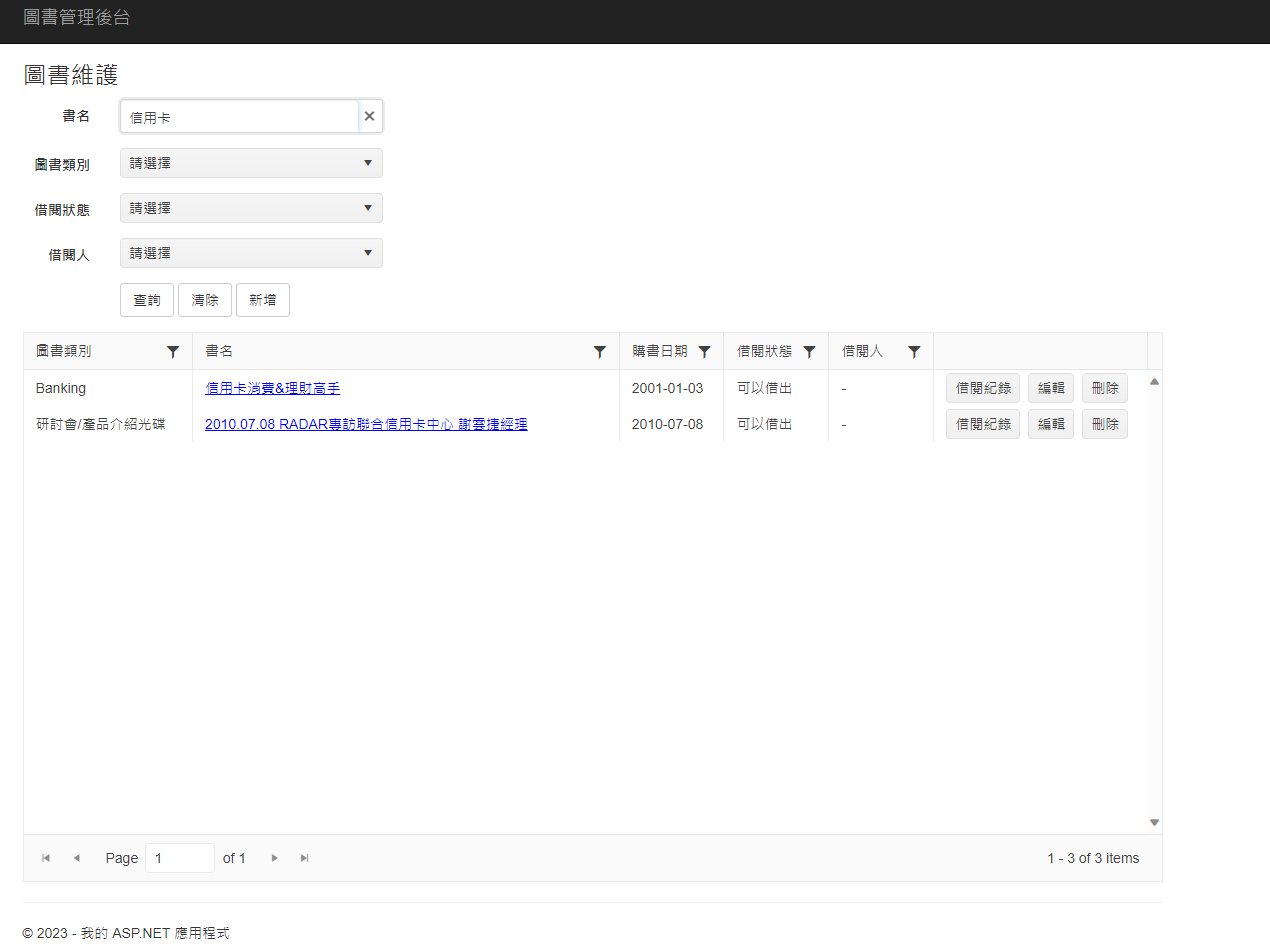 圖書管理後台
圖書維護
書名 信用卡
圖書類別 請選擇
借閱狀態 請選擇
借閱人 請選擇
查詢 清除 新增
圖書類別 書名 購書日期 借閱狀態 借閱人
Banking 信用卡消費&理財高手 2001-01-03 可以借出 - 借閱紀錄 編輯 刪除
研討會/產品介紹光碟 2010.07.08 RADAR專訪聯合信用卡中心 謝雲捷經理 2010-07-08 可以借出 - 借閱紀錄 編輯 刪除
Page 1 of 1 1 - 3 of 3 items
© 2023 - 我的 ASP.NET 應用程式